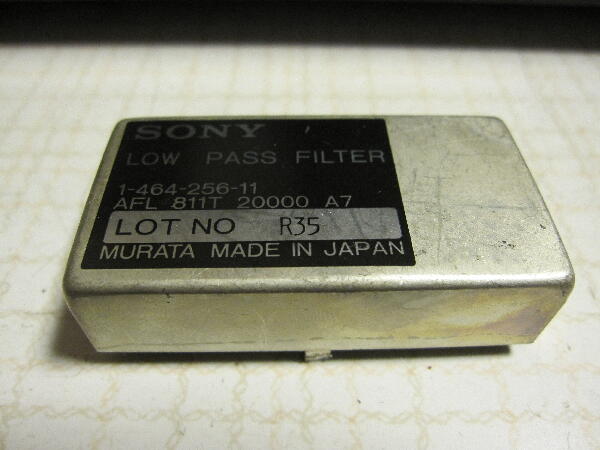 SONY
LOW PASS FILTER
1-464-256-11
AFL 811T 20000 A7
LOT NO R35
MURATA MADE IN JAPAN